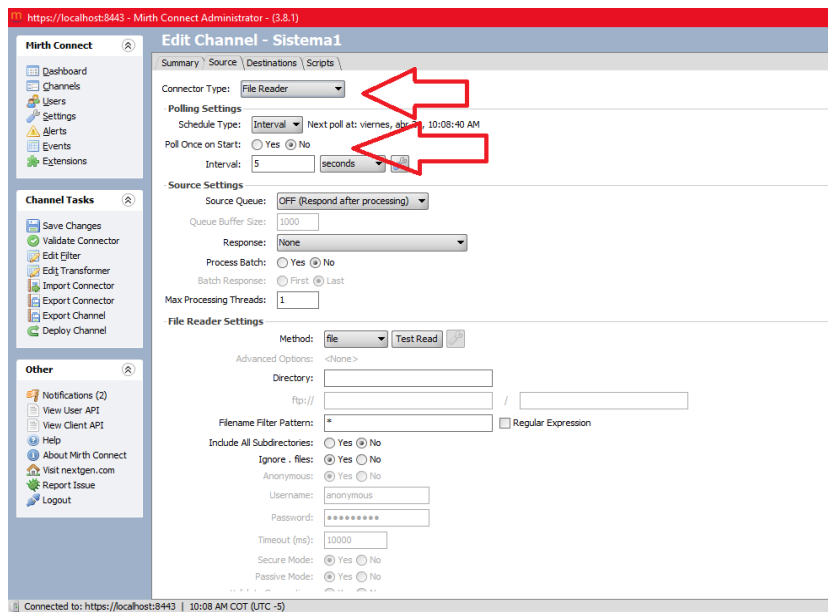 https://localhost:8443 - Mirth Connect Administrator - (3.8.1)
Mirth Connect
Dashboard
Channels
Users
Settings
Alerts
Events
Extensions
Channel Tasks
Save Changes
Validate Connector
Edit Filter
Edit Transformer
Import Connector
Export Connector
Export Channel
Deploy Channel
Other
Notifications (2)
View User API
View Client API
Help
About Mirth Connect
Visit nextgen.com
Report Issue
Logout
Edit Channel - Sistema1
Summary Source Destinations Scripts
Connector Type: File Reader
Polling Settings
Schedule Type: Interval Next poll at: viernes, abr , 10:08:40 AM
Poll Once on Start: Yes No
Interval: 5 seconds
Source Settings
Source Queue: OFF (Respond after processing)
Queue Buffer Size: 1000
Response: None
Process Batch: Yes No
Batch Response: First Last
Max Processing Threads: 1
File Reader Settings
Method: file Test Read
Advanced Options: <None>
Directory:
ftp:// /
Filename Filter Pattern: * Regular Expression
Include All Subdirectories: Yes No
Ignore . files: Yes No
Anonymous: Yes No
Username: anonymous
Password: •••••••••
Timeout (ms): 10000
Secure Mode: Yes No
Passive Mode: Yes No
Connected to: https://localhost:8443 | 10:08 AM COT (UTC -5)